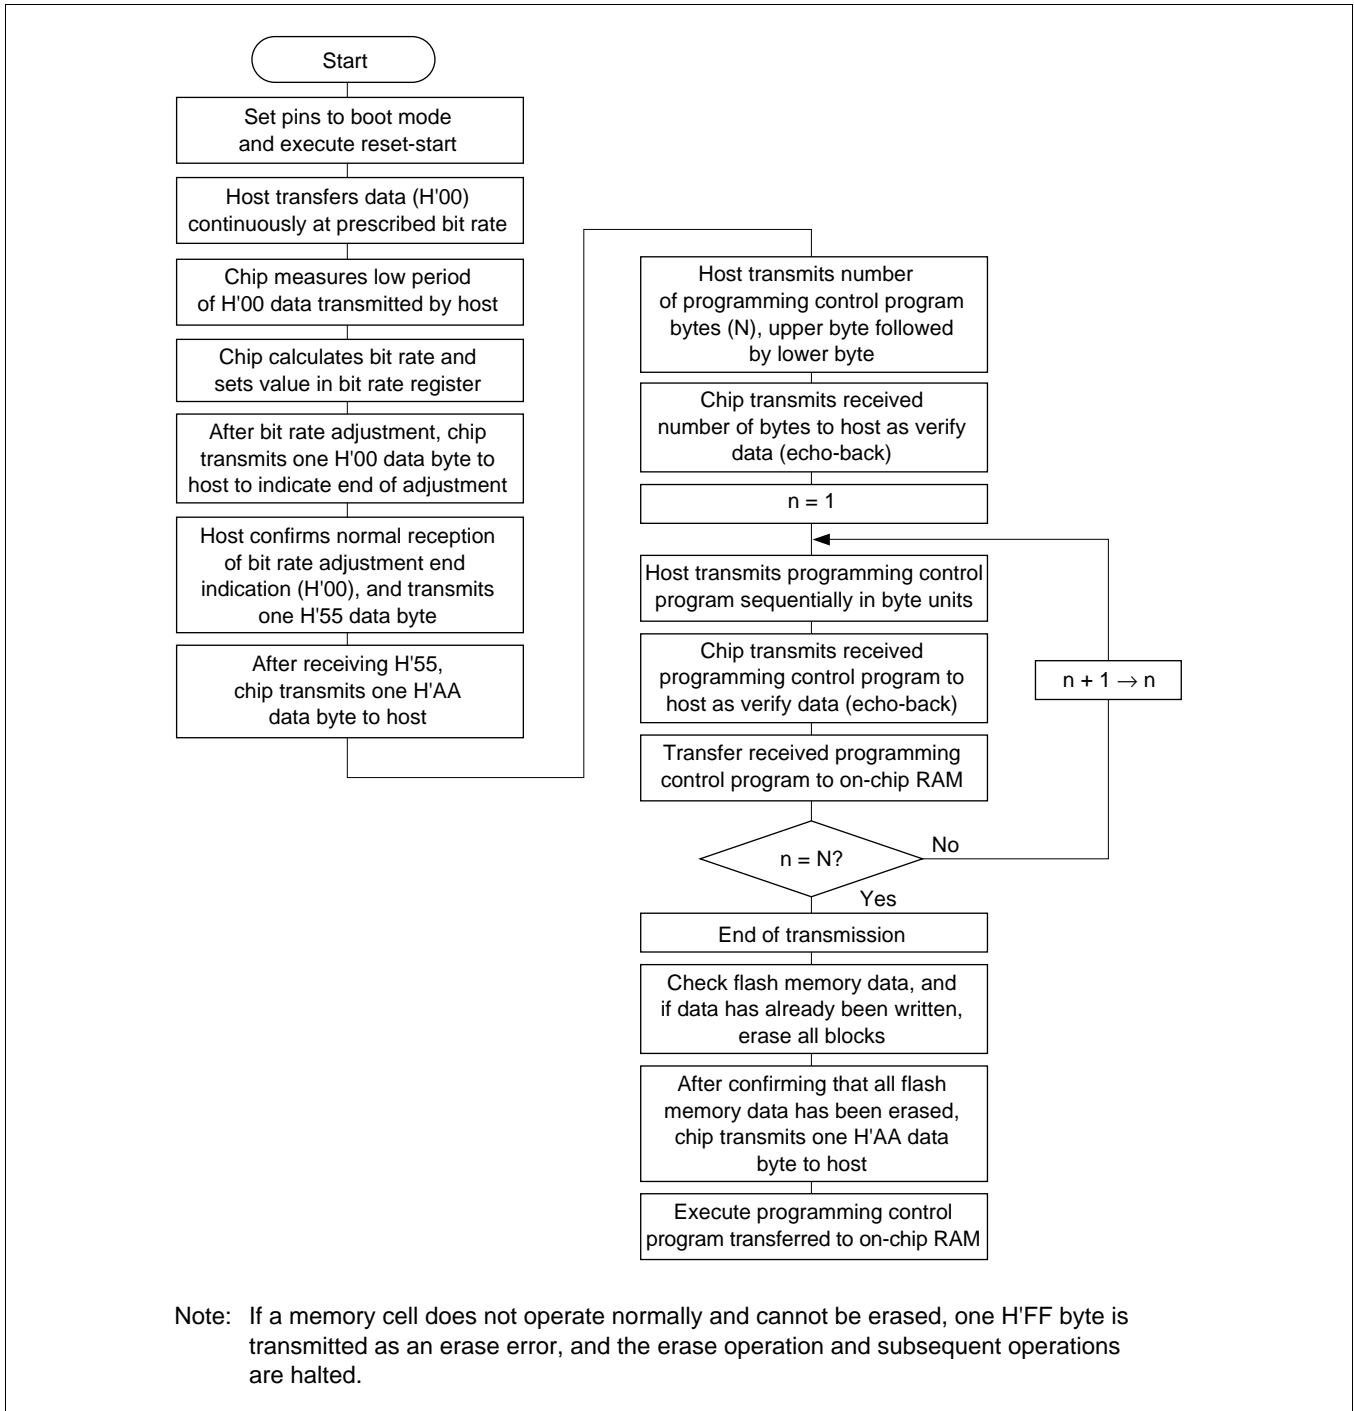 Start
Set pins to boot mode
and execute reset-start
Host transfers data (H'00)
continuously at prescribed bit rate
Chip measures low period
of H'00 data transmitted by host
Chip calculates bit rate and
sets value in bit rate register
After bit rate adjustment, chip
transmits one H'00 data byte to
host to indicate end of adjustment
Host confirms normal reception
of bit rate adjustment end
indication (H'00), and transmits
one H'55 data byte
After receiving H'55,
chip transmits one H'AA
data byte to host
Host transmits number
of programming control program
bytes (N), upper byte followed
by lower byte
Chip transmits received
number of bytes to host as verify
data (echo-back)
n = 1
Host transmits programming control
program sequentially in byte units
Chip transmits received
programming control program to
host as verify data (echo-back)
n + 1 → n
Transfer received programming
control program to on-chip RAM
n = N?
No
Yes
End of transmission
Check flash memory data, and
if data has already been written,
erase all blocks
After confirming that all flash
memory data has been erased,
chip transmits one H'AA data
byte to host
Execute programming control
program transferred to on-chip RAM
Note: If a memory cell does not operate normally and cannot be erased, one H'FF byte is
transmitted as an erase error, and the erase operation and subsequent operations
are halted.